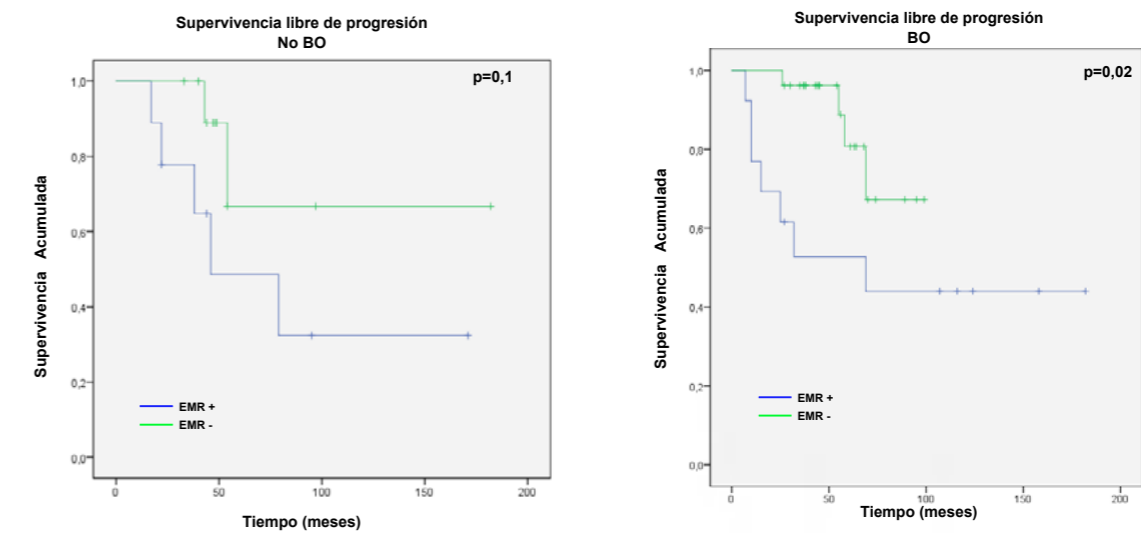 Supervivencia libre de progresión
No BO
p=0,1
Supervivencia Acumulada
1,0
0,8
0,6
0,4
0,2
0,0
EMR +
EMR -
0 50 100 150 200
Tiempo (meses)
Supervivencia libre de progresión
BO
p=0,02
Supervivencia Acumulada
1,0
0,8
0,6
0,4
0,2
0,0
EMR +
EMR -
0 50 100 150 200
Tiempo (meses)